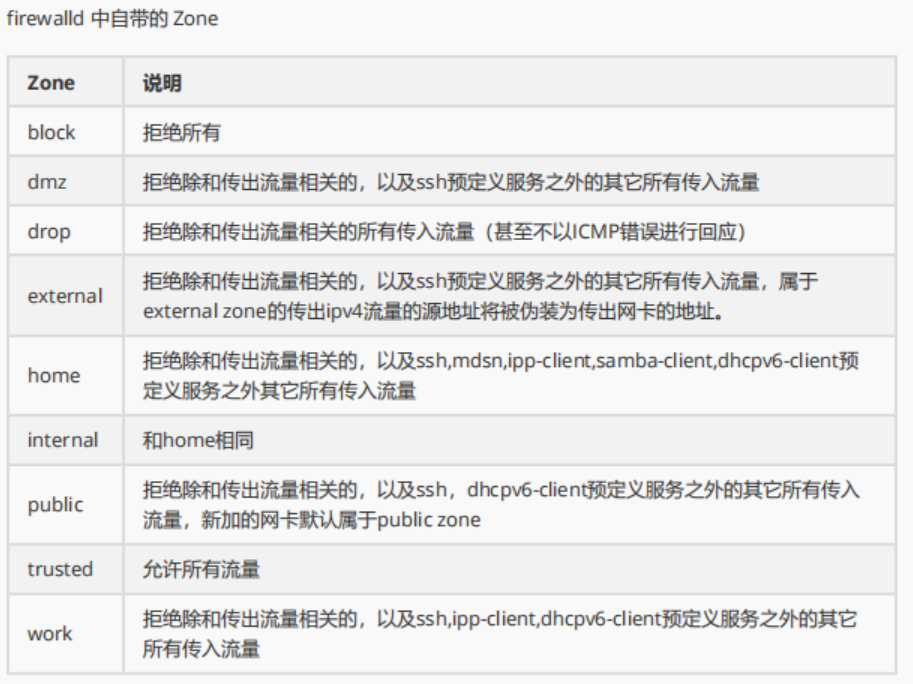 firewalld 中自带的 Zone
Zone 说明
block 拒绝所有
dmz 拒绝除和传出流量相关的，以及ssh预定义服务之外的其它所有传入流量
drop 拒绝除和传出流量相关的所有传入流量（甚至不以ICMP错误进行回应）
external 拒绝除和传出流量相关的，以及ssh预定义服务之外的其它所有传入流量，属于
external zone的传出ipv4流量的源地址将被伪装为传出网卡的地址。
home 拒绝除和传出流量相关的，以及ssh,mdsn,ipp-client,samba-client,dhcpv6-client预
定义服务之外其它所有传入流量
internal 和home相同
public 拒绝除和传出流量相关的，以及ssh，dhcpv6-client预定义服务之外的其它所有传入
流量，新加的网卡默认属于public zone
trusted 允许所有流量
work 拒绝除和传出流量相关的，以及ssh,ipp-client,dhcpv6-client预定义服务之外的其它
所有传入流量